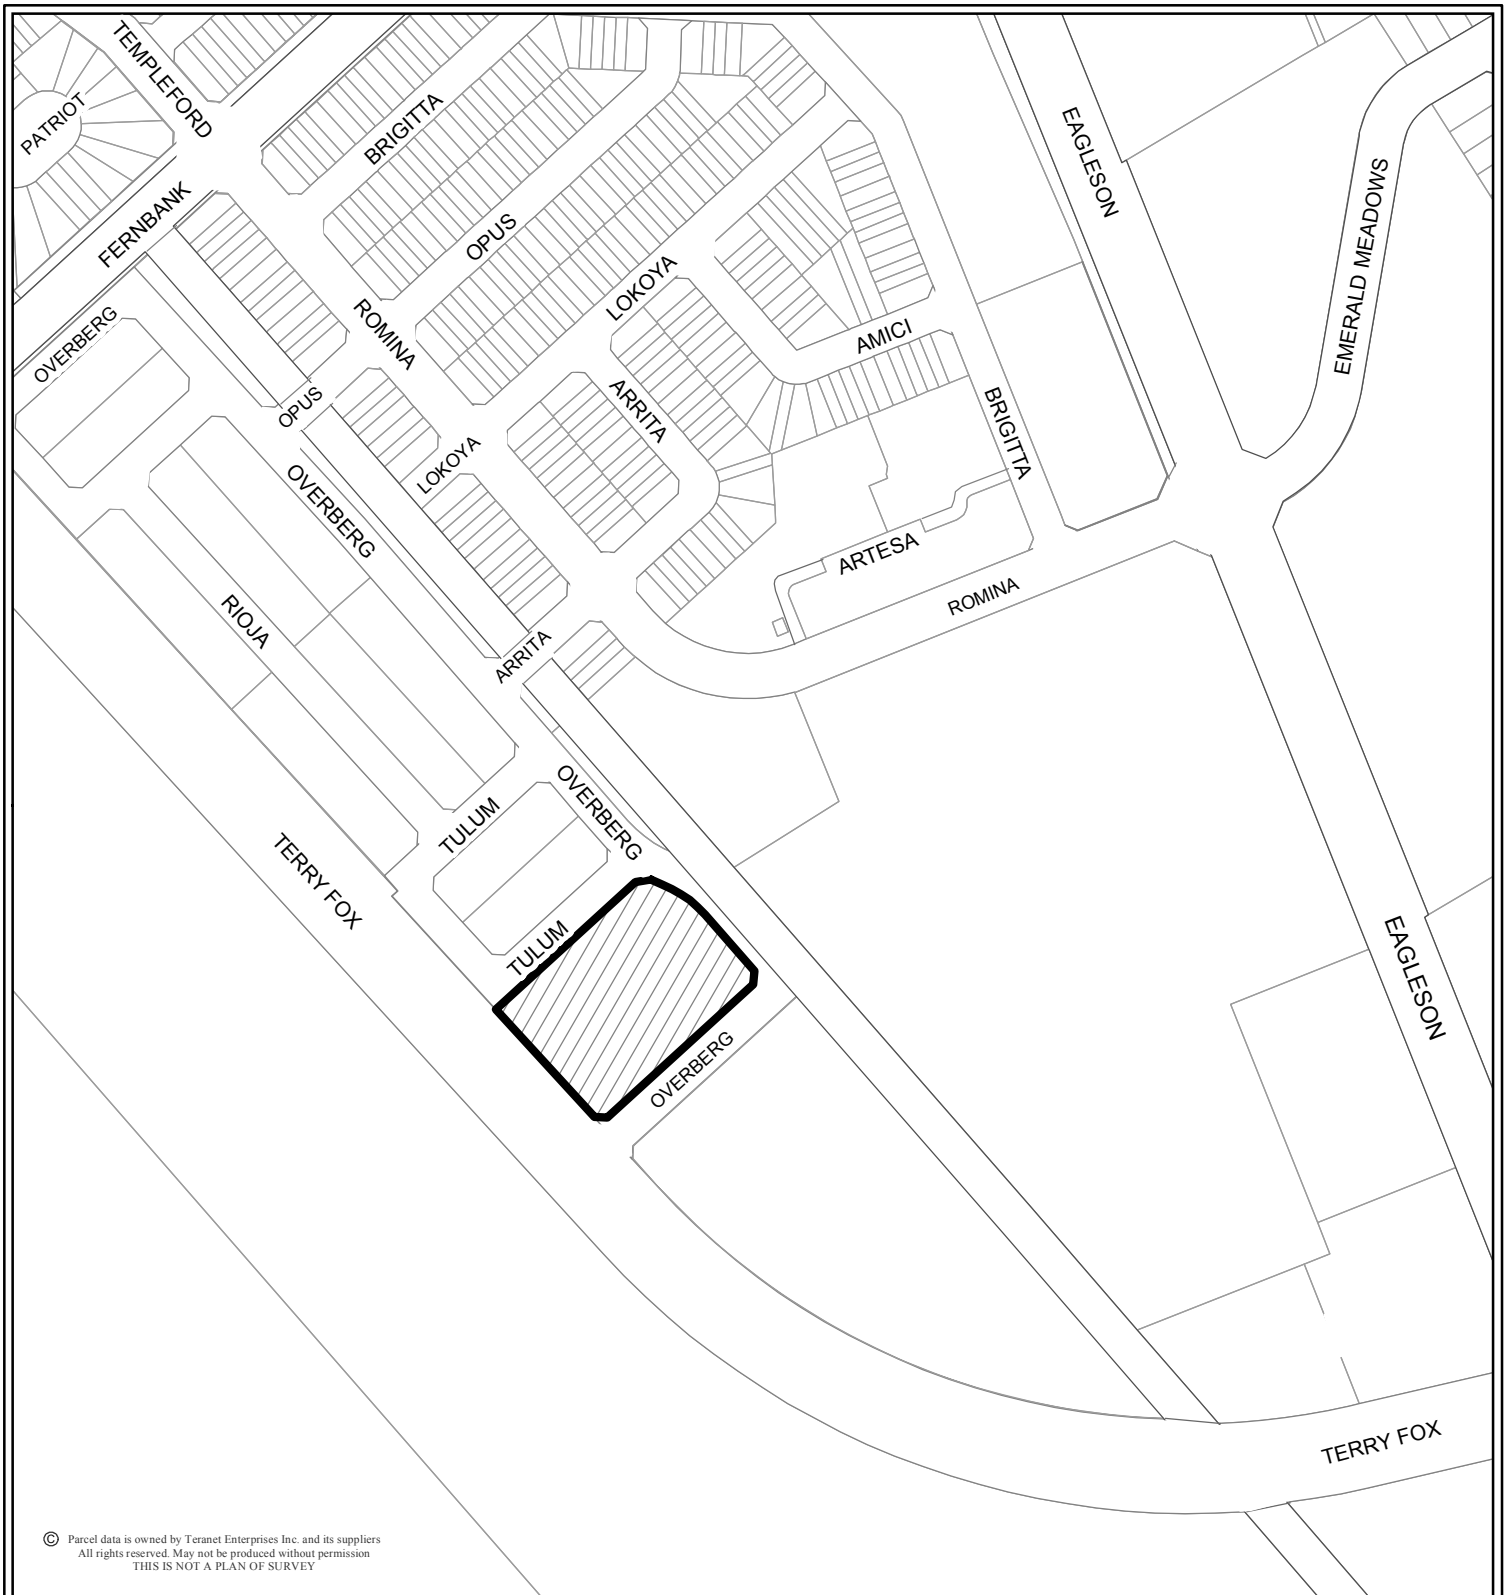 TEMPLEFORD
PATRIOT
BRIGITTA
FERNBANK
EAGLESON
EMERALD MEADOWS
OPUS
LOKOYA
OVERBERG
ROMINA
AMICI
OPUS
ARRITA
BRIGITTA
LOKOYA
OVERBERG
ARTESA
ROMINA
RIOJA
ARRITA
OVERBERG
TULUM
TERRY FOX
TULUM
EAGLESON
OVERBERG
TERRY FOX
© Parcel data is owned by Teranet Enterprises Inc. and its suppliers
All rights reserved. May not be produced without permission
THIS IS NOT A PLAN OF SURVEY